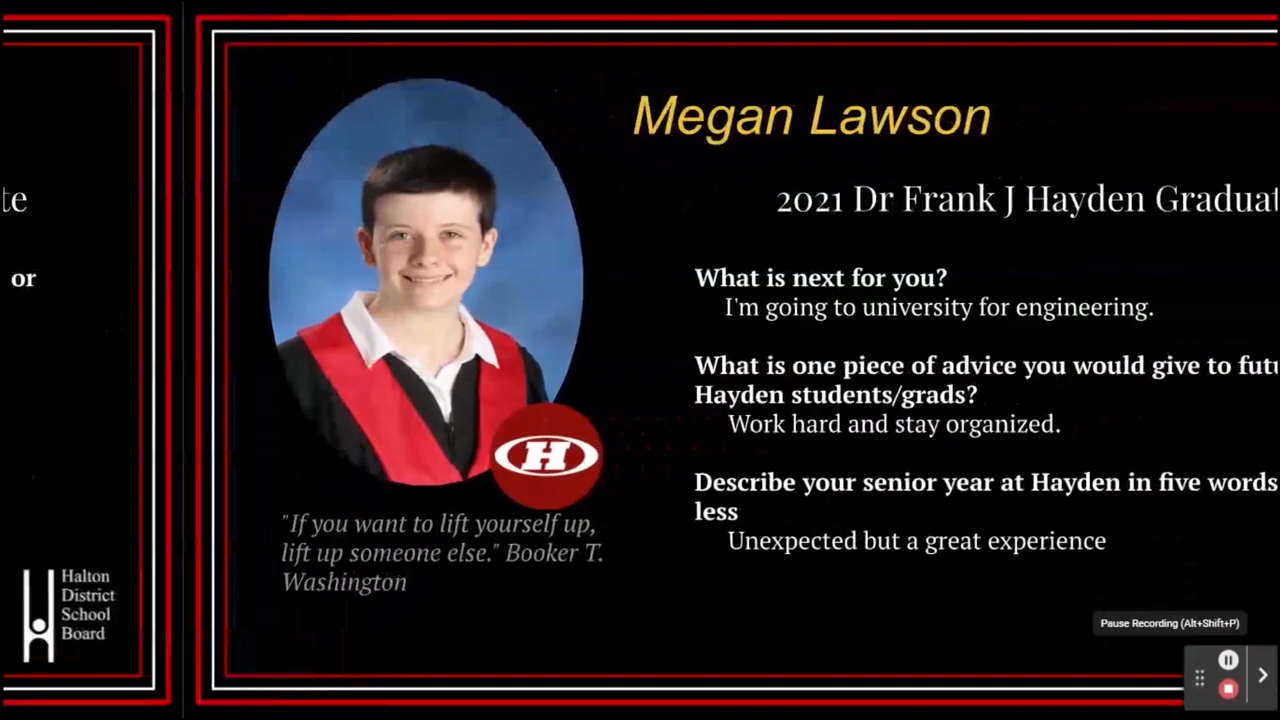 te
or
Halton
District
School
Board
Megan Lawson
2021 Dr Frank J Hayden Graduat
What is next for you?
I'm going to university for engineering.
What is one piece of advice you would give to futu
Hayden students/grads?
Work hard and stay organized.
Describe your senior year at Hayden in five words
less
Unexpected but a great experience
H
"If you want to lift yourself up,
lift up someone else." Booker T.
Washington
Pause Recording (Alt+Shift+P)